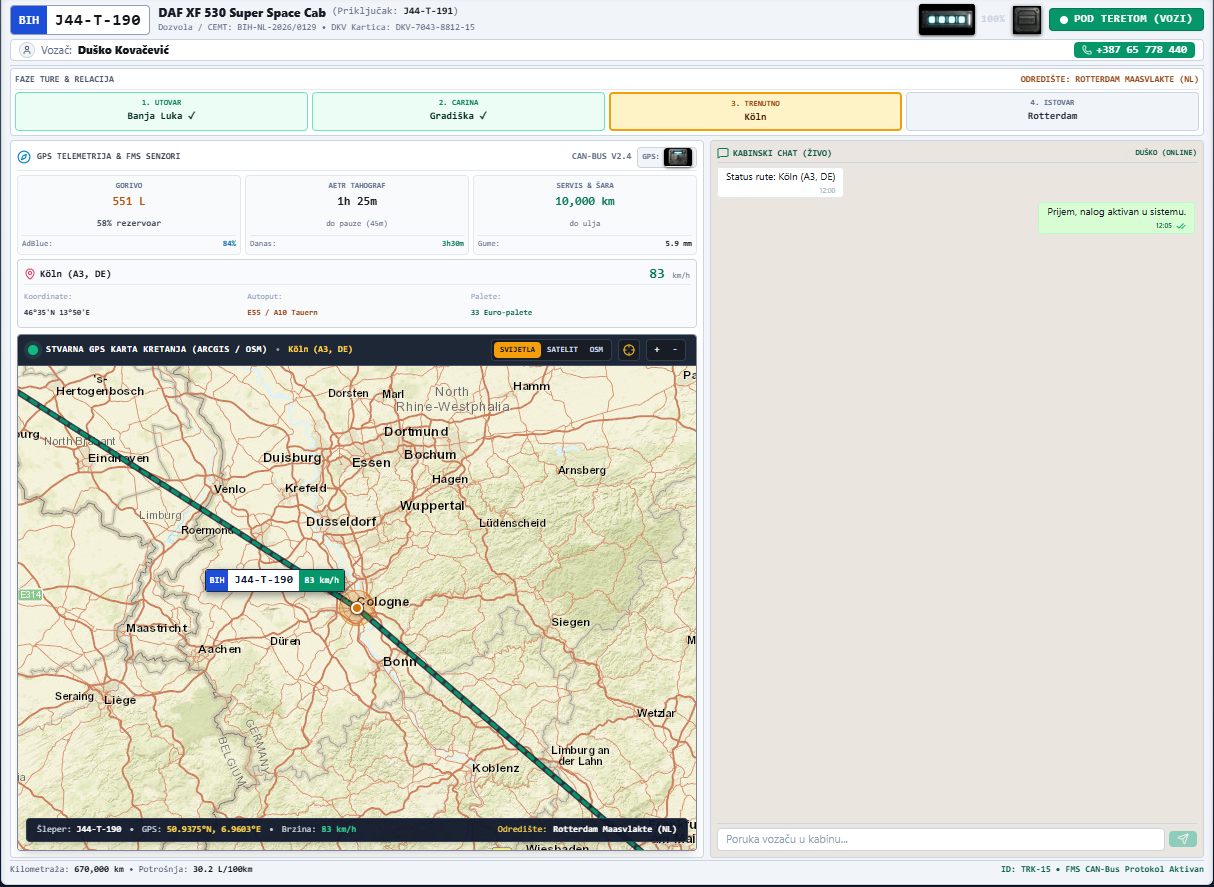 BIH J44-T-190
DAF XF 530 Super Space Cab (Priključak: J44-T-191)
Dozvola / CEMT: BIH-NL-2026/0129 • DKV Kartica: DKV-7043-8812-15
100%
POD TERETOM (VOZI)
Vozač: Duško Kovačević
+387 65 778 440
FAZE TURE & RELACIJA
ODREDIŠTE: ROTTERDAM MAASVLAKTE (NL)
1. UTOVAR
Banja Luka ✓
2. CARINA
Gradiška ✓
3. TRENUTNO
Köln
4. ISTOVAR
Rotterdam
GPS TELEMETRIJA & FMS SENZORI
CAN-BUS V2.4
GPS:
GORIVO
551 L
58% rezervoar
AdBlue: 84%
AETR TAHOGRAF
1h 25m
do pauze (45m)
Danas: 3h30m
SERVIS & ŠARA
10,000 km
do ulja
Gume: 5.9 mm
Köln (A3, DE)
83 km/h
Koordinate:
46°35'N 13°50'E
Autoput:
E55 / A10 Tauern
Palete:
33 Euro-palete
STVARNA GPS KARTA KRETANJA (ARCGIS / OSM) • Köln (A3, DE)
SVIJETLA SATELIT OSM
+ -
's-
Hertogenbosch
Dorsten
Marl
North
Rhine-Westphalia
Hamm
Pa
burg
North Brabant
Eindhoven
Dortmund
Duisburg
Essen
Bochum
Arnsberg
Venlo
Krefeld
Hagen
Limburg
Wuppertal
Roermond
Dusseldorf
Lüdenscheid
BIH J44-T-190 83 km/h
Cologne
E314
Maastricht
Siegen
Aachen
Düren
Bonn
Seraing
Liège
Wetzlar
GERMANY
BELGIUM
Limburg an
der Lahn
Koblenz
Wiesbaden
Šleper: J44-T-190 • GPS: 50.9375°N, 6.9603°E • Brzina: 83 km/h
Odredište: Rotterdam Maasvlakte (NL)
KABINSKI CHAT (ŽIVO)
DUŠKO (ONLINE)
Status rute: Köln (A3, DE)
12:00
Prijem, nalog aktivan u sistemu.
12:05
Poruka vozaču u kabinu...
Kilometraža: 670,000 km • Potrošnja: 30.2 L/100km
ID: TRK-15 • FMS CAN-Bus Protokol Aktivan